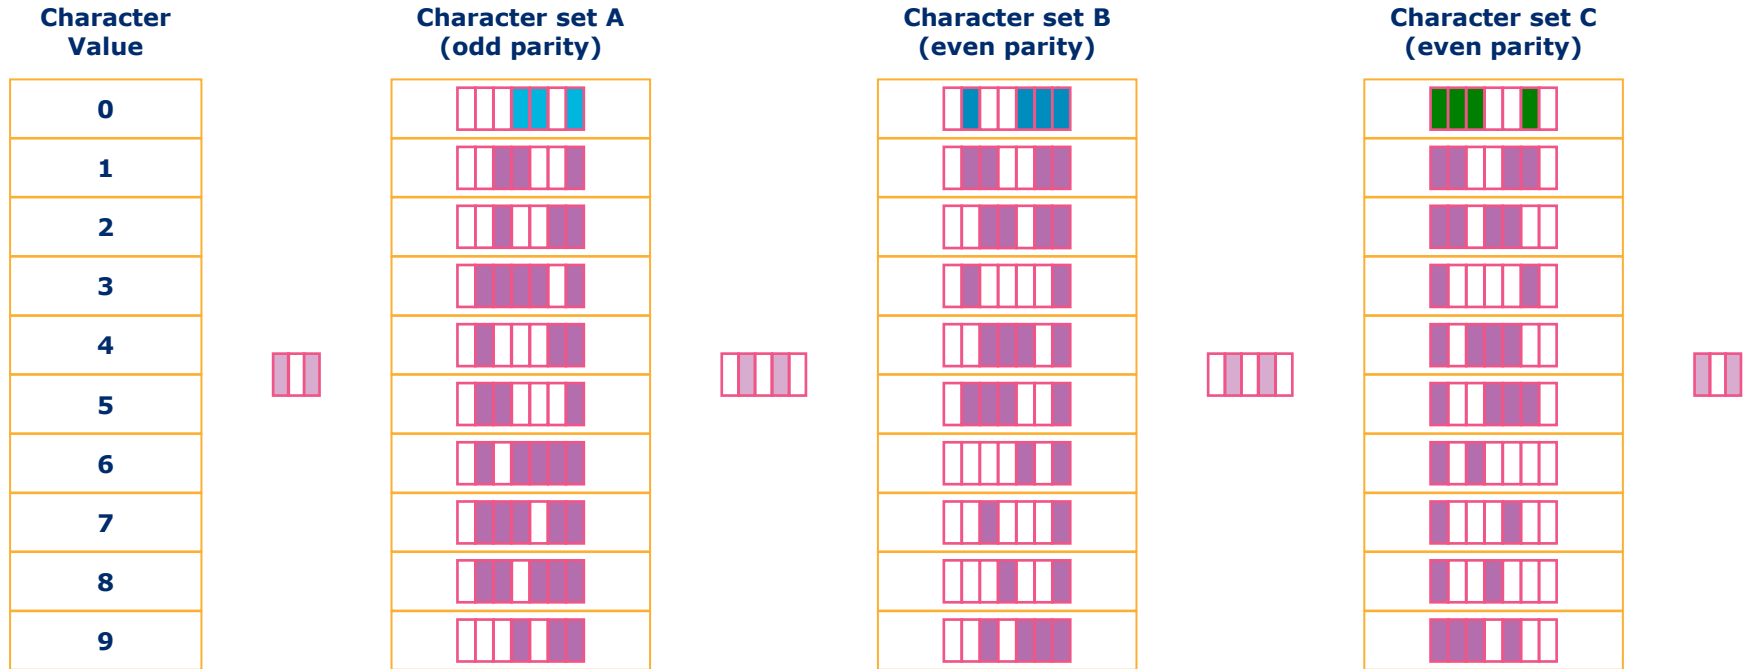 Character Value
Character set A
(odd parity)
Character set B
(even parity)
Character set C
(even parity)
0
1
2
3
4
5
6
7
8
9